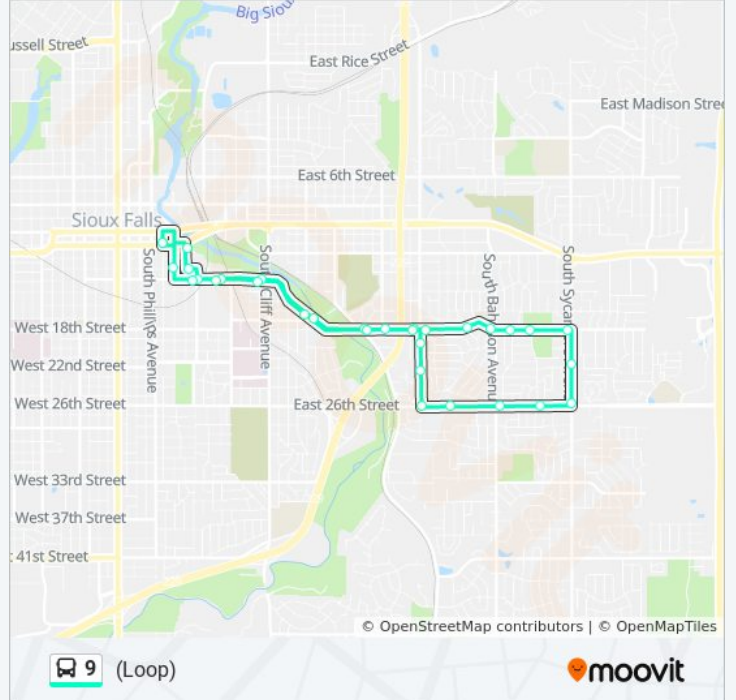 Big Siou
ussell Street
East Rice Street
East Madison Stree
East 6th Street
Sioux Falls
South Phillips Avenue
South Cliff Avenue
South Bahnson Avenue
South Sycam
West 18th Street
West 22nd Street
West 26th Street
East 26th Street
West 33rd Street
West 37th Street
t 41st Street
© OpenStreetMap contributors | © OpenMapTiles
9 (Loop)
moovit